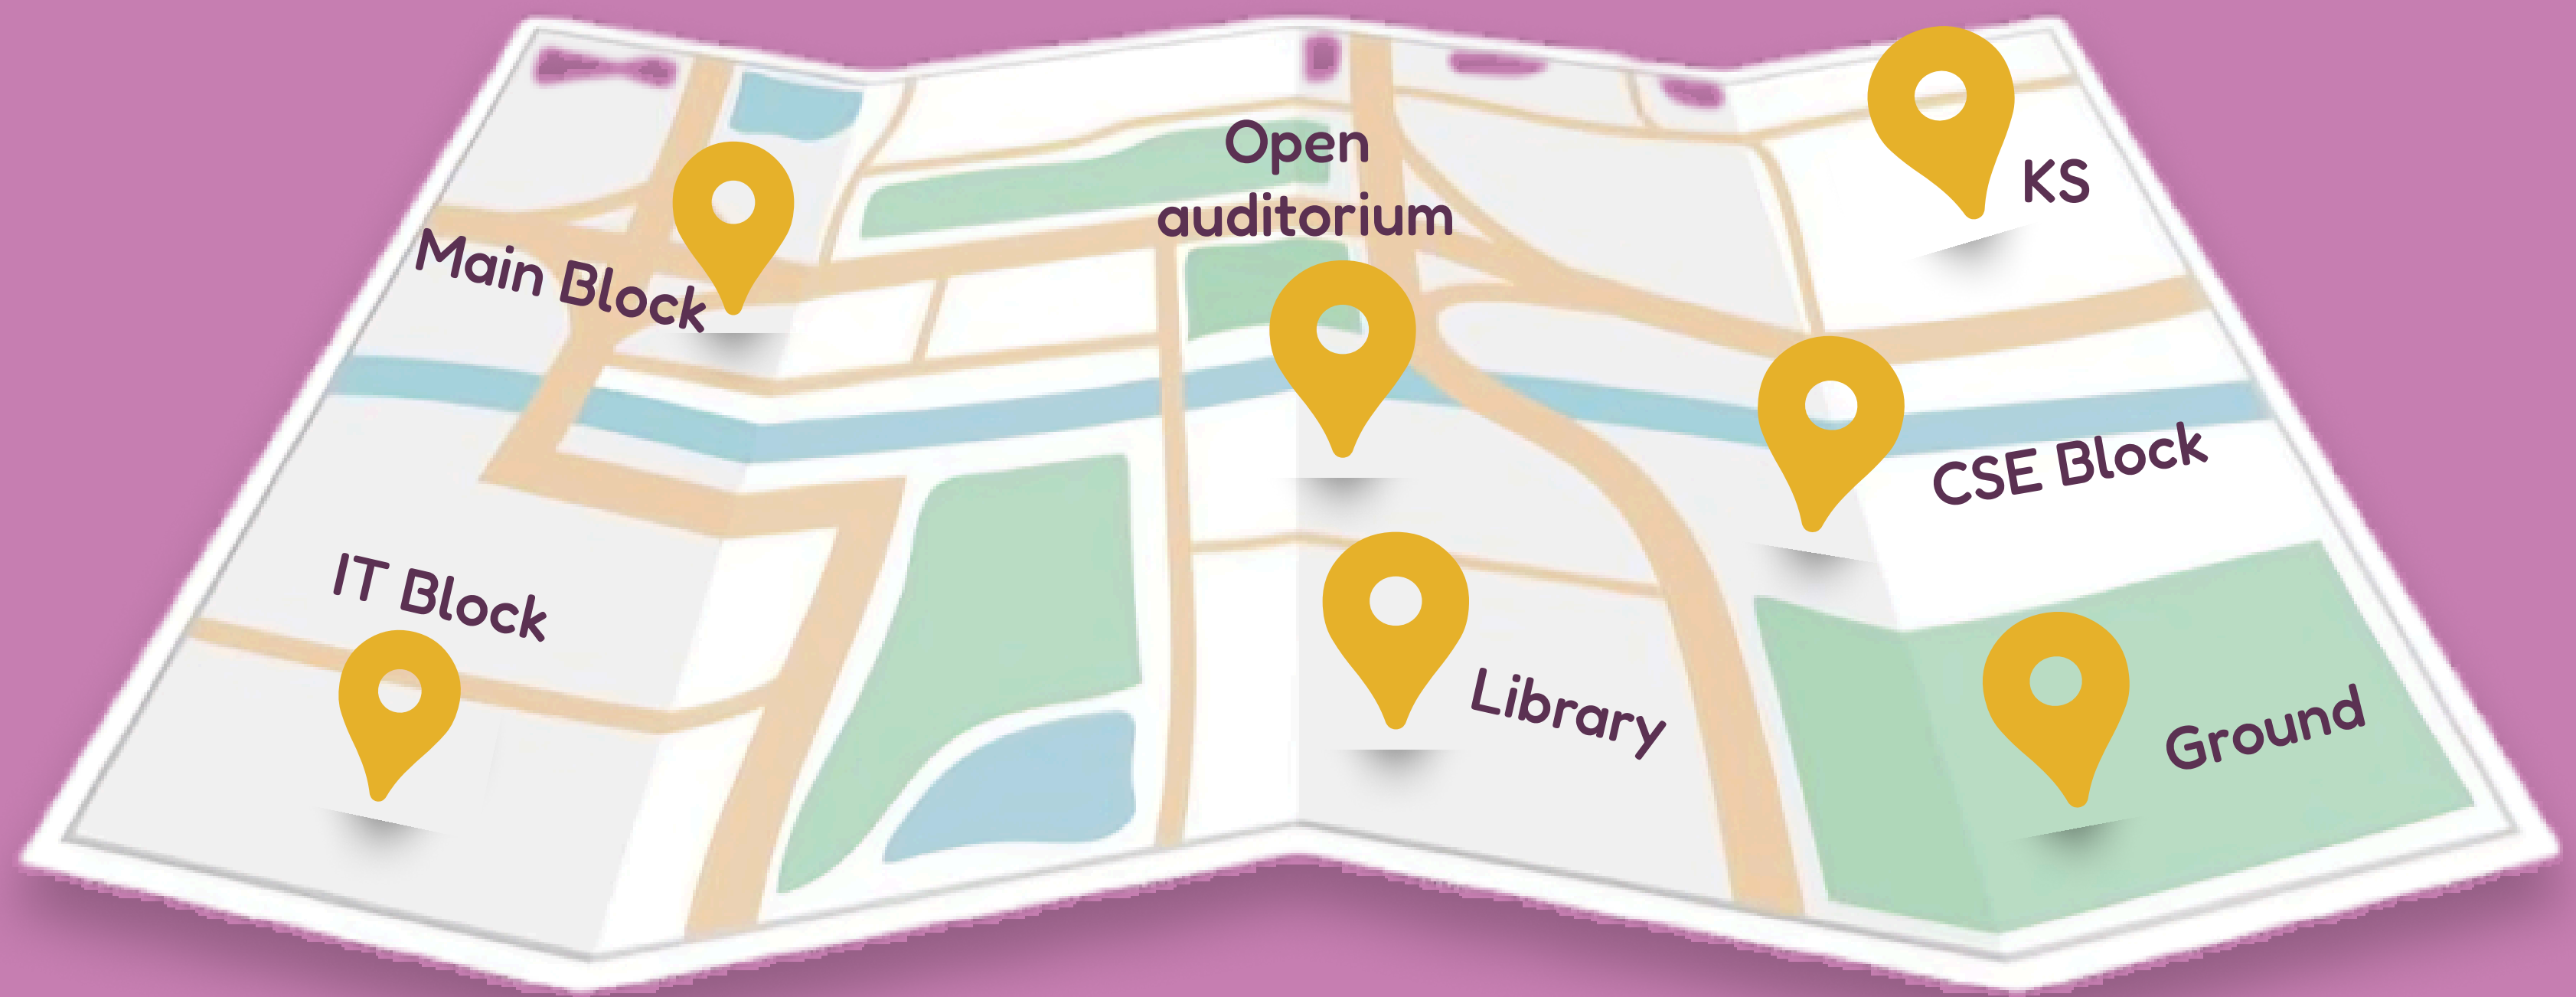 Open
auditorium
KS
Main Block
CSE Block
IT Block
Library
Ground